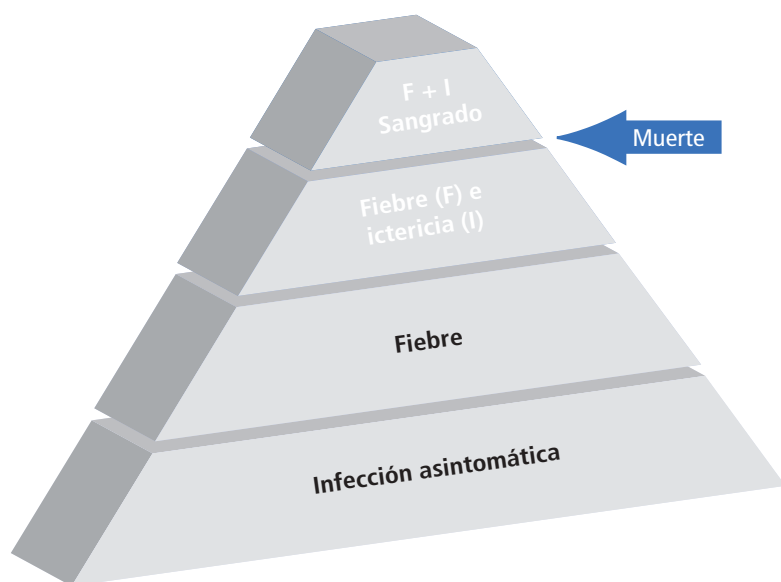 F + I
Sangrado
Muerte
Fiebre (F) e
ictericia (I)
Fiebre
Infección asintomática